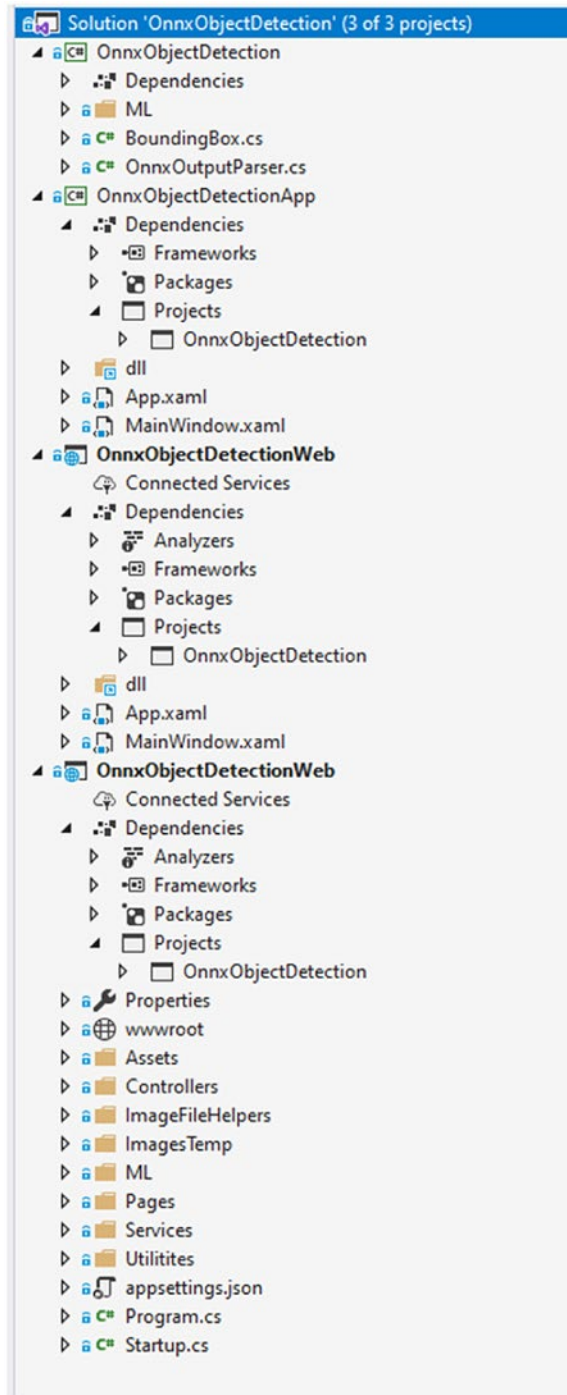 Solution 'OnnxObjectDetection' (3 of 3 projects)
C# OnnxObjectDetection
Dependencies
ML
C# BoundingBox.cs
C# OnnxOutputParser.cs
C# OnnxObjectDetectionApp
Dependencies
Frameworks
Packages
Projects
OnnxObjectDetection
dll
App.xaml
MainWindow.xaml
OnnxObjectDetectionWeb
Connected Services
Dependencies
Analyzers
Frameworks
Packages
Projects
OnnxObjectDetection
dll
App.xaml
MainWindow.xaml
OnnxObjectDetectionWeb
Connected Services
Dependencies
Analyzers
Frameworks
Packages
Projects
OnnxObjectDetection
Properties
wwwroot
Assets
Controllers
ImageFileHelpers
ImagesTemp
ML
Pages
Services
Utilitites
appsettings.json
C# Program.cs
C# Startup.cs